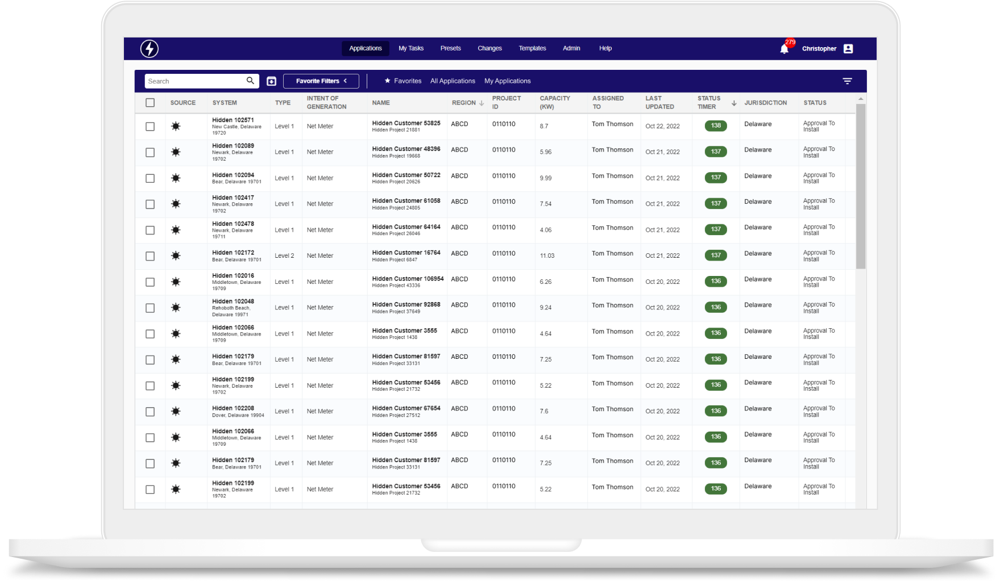 Applications My Tasks Presets Changes Templates Admin Help 279 Christopher
Search Favorite Filters Favorites All Applications My Applications
SOURCE SYSTEM TYPE INTENT OF GENERATION NAME REGION PROJECT ID CAPACITY (KW) ASSIGNED TO LAST UPDATED STATUS TIMER JURISDICTION STATUS
Hidden 102571 New Castle, Delaware 19720 Level 1 Net Meter Hidden Customer 53825 Hidden Project 21881 ABCD 0110110 8.7 Tom Thomson Oct 22, 2022 138 Delaware Approval To Install
Hidden 102089 Newark, Delaware 19702 Level 1 Net Meter Hidden Customer 48396 Hidden Project 19668 ABCD 0110110 5.96 Tom Thomson Oct 21, 2022 137 Delaware Approval To Install
Hidden 102094 Bear, Delaware 19701 Level 1 Net Meter Hidden Customer 50722 Hidden Project 20626 ABCD 0110110 9.99 Tom Thomson Oct 21, 2022 137 Delaware Approval To Install
Hidden 102417 Newark, Delaware 19702 Level 1 Net Meter Hidden Customer 61058 Hidden Project 24805 ABCD 0110110 7.54 Tom Thomson Oct 21, 2022 137 Delaware Approval To Install
Hidden 102478 Newark, Delaware 19711 Level 1 Net Meter Hidden Customer 64164 Hidden Project 26046 ABCD 0110110 4.06 Tom Thomson Oct 21, 2022 137 Delaware Approval To Install
Hidden 102172 Bear, Delaware 19701 Level 2 Net Meter Hidden Customer 16764 Hidden Project 6847 ABCD 0110110 11.03 Tom Thomson Oct 21, 2022 137 Delaware Approval To Install
Hidden 102016 Middletown, Delaware 19709 Level 1 Net Meter Hidden Customer 106954 Hidden Project 43336 ABCD 0110110 6.26 Tom Thomson Oct 20, 2022 136 Delaware Approval To Install
Hidden 102048 Rehoboth Beach, Delaware 19971 Level 1 Net Meter Hidden Customer 92868 Hidden Project 37649 ABCD 0110110 9.24 Tom Thomson Oct 20, 2022 136 Delaware Approval To Install
Hidden 102066 Middletown, Delaware 19709 Level 1 Net Meter Hidden Customer 3555 Hidden Project 1438 ABCD 0110110 4.64 Tom Thomson Oct 20, 2022 136 Delaware Approval To Install
Hidden 102179 Bear, Delaware 19701 Level 1 Net Meter Hidden Customer 81597 Hidden Project 33131 ABCD 0110110 7.25 Tom Thomson Oct 20, 2022 136 Delaware Approval To Install
Hidden 102199 Newark, Delaware 19702 Level 1 Net Meter Hidden Customer 53456 Hidden Project 21732 ABCD 0110110 5.22 Tom Thomson Oct 20, 2022 136 Delaware Approval To Install
Hidden 102208 Dover, Delaware 19904 Level 1 Net Meter Hidden Customer 67654 Hidden Project 27512 ABCD 0110110 7.6 Tom Thomson Oct 20, 2022 136 Delaware Approval To Install
Hidden 102066 Middletown, Delaware 19709 Level 1 Net Meter Hidden Customer 3555 Hidden Project 1438 ABCD 0110110 4.64 Tom Thomson Oct 20, 2022 136 Delaware Approval To Install
Hidden 102179 Bear, Delaware 19701 Level 1 Net Meter Hidden Customer 81597 Hidden Project 33131 ABCD 0110110 7.25 Tom Thomson Oct 20, 2022 136 Delaware Approval To Install
Hidden 102199 Newark, Delaware 19702 Level 1 Net Meter Hidden Customer 53456 Hidden Project 21732 ABCD 0110110 5.22 Tom Thomson Oct 20, 2022 136 Delaware Approval To Install